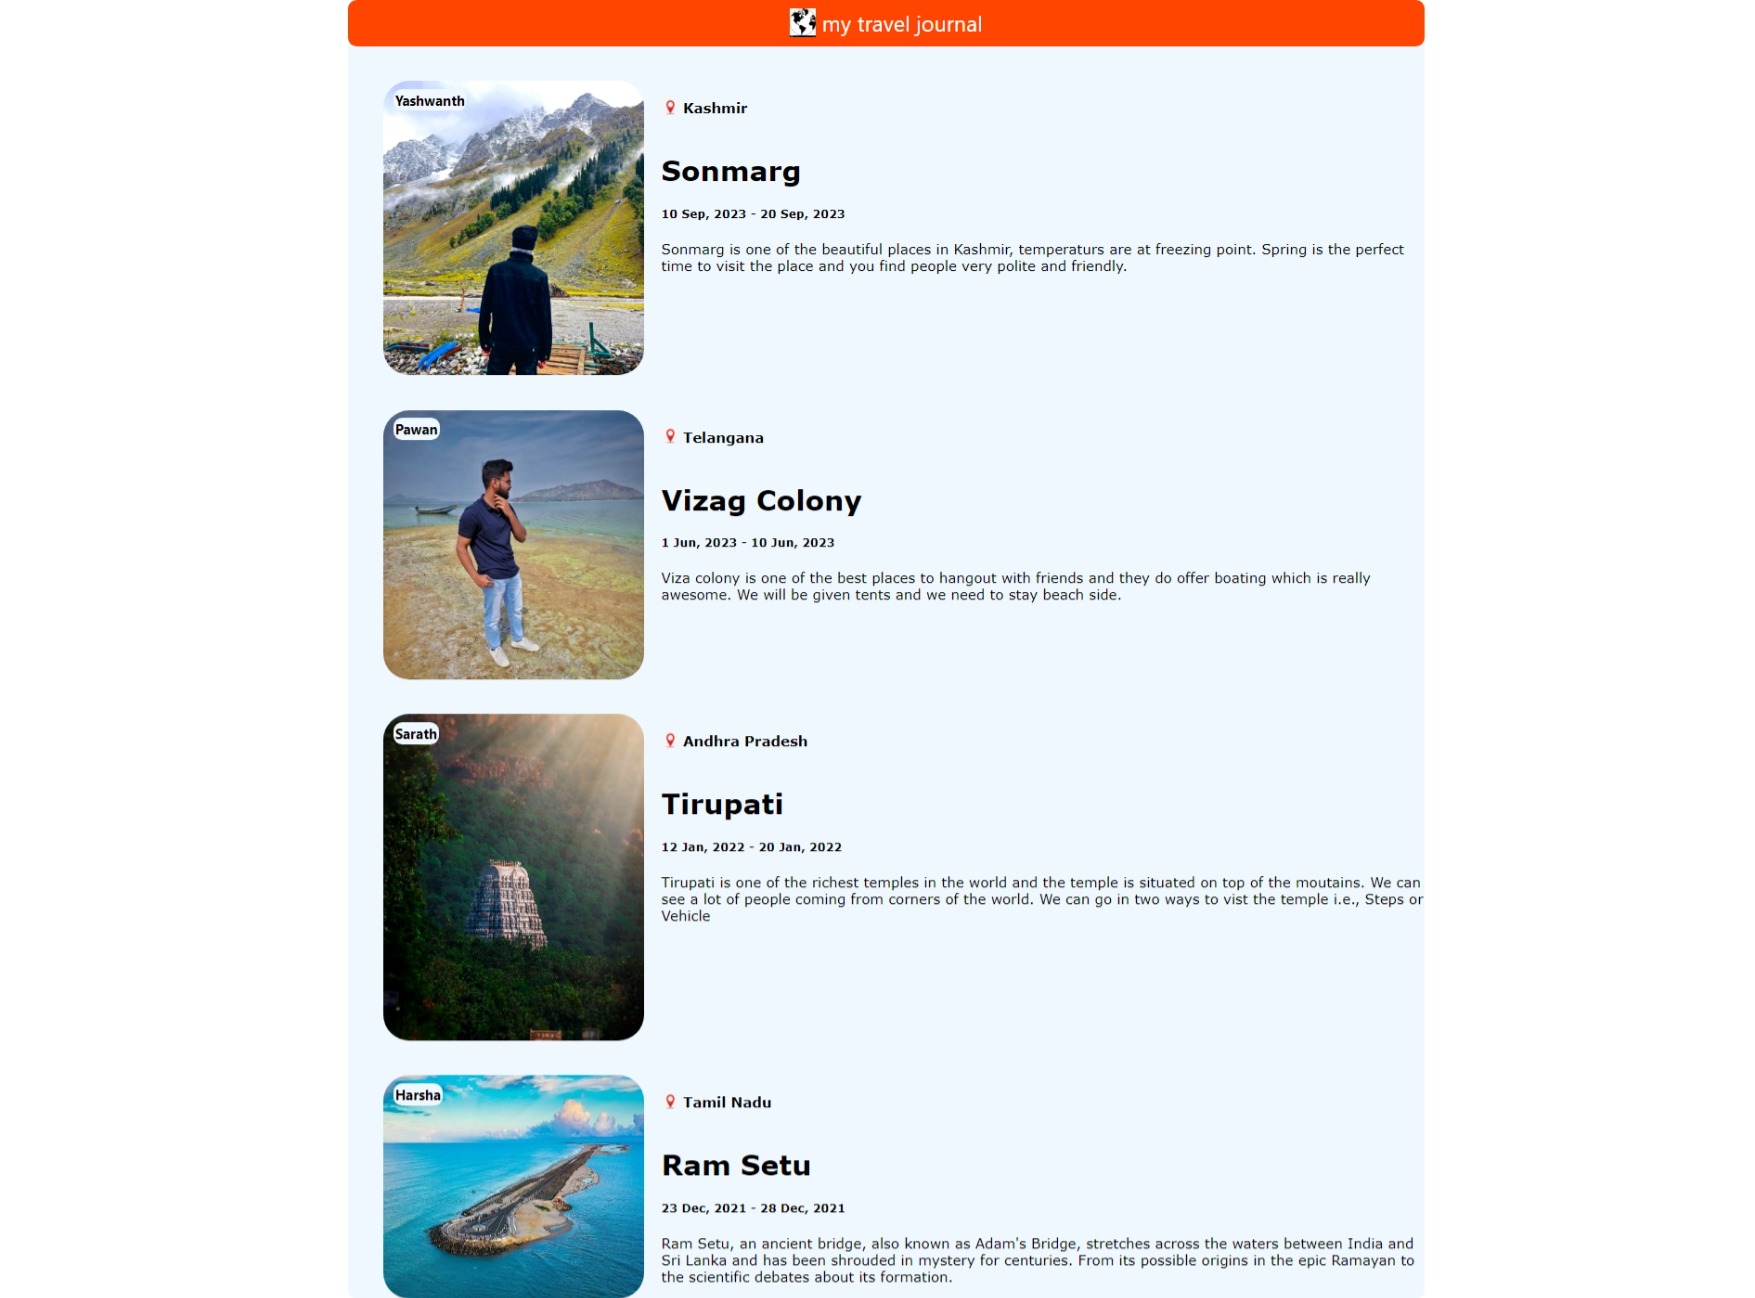 my travel journal
Yashwanth
Kashmir
Sonmarg
10 Sep, 2023 - 20 Sep, 2023
Sonmarg is one of the beautiful places in Kashmir, temperaturs are at freezing point. Spring is the perfect
time to visit the place and you find people very polite and friendly.
Pawan
Telangana
Vizag Colony
1 Jun, 2023 - 10 Jun, 2023
Viza colony is one of the best places to hangout with friends and they do offer boating which is really
awesome. We will be given tents and we need to stay beach side.
Sarath
Andhra Pradesh
Tirupati
12 Jan, 2022 - 20 Jan, 2022
Tirupati is one of the richest temples in the world and the temple is situated on top of the moutains. We can
see a lot of people coming from corners of the world. We can go in two ways to vist the temple i.e., Steps or
Vehicle
Harsha
Tamil Nadu
Ram Setu
23 Dec, 2021 - 28 Dec, 2021
Ram Setu, an ancient bridge, also known as Adam's Bridge, stretches across the waters between India and
Sri Lanka and has been shrouded in mystery for centuries. From its possible origins in the epic Ramayan to
the scientific debates about its formation.